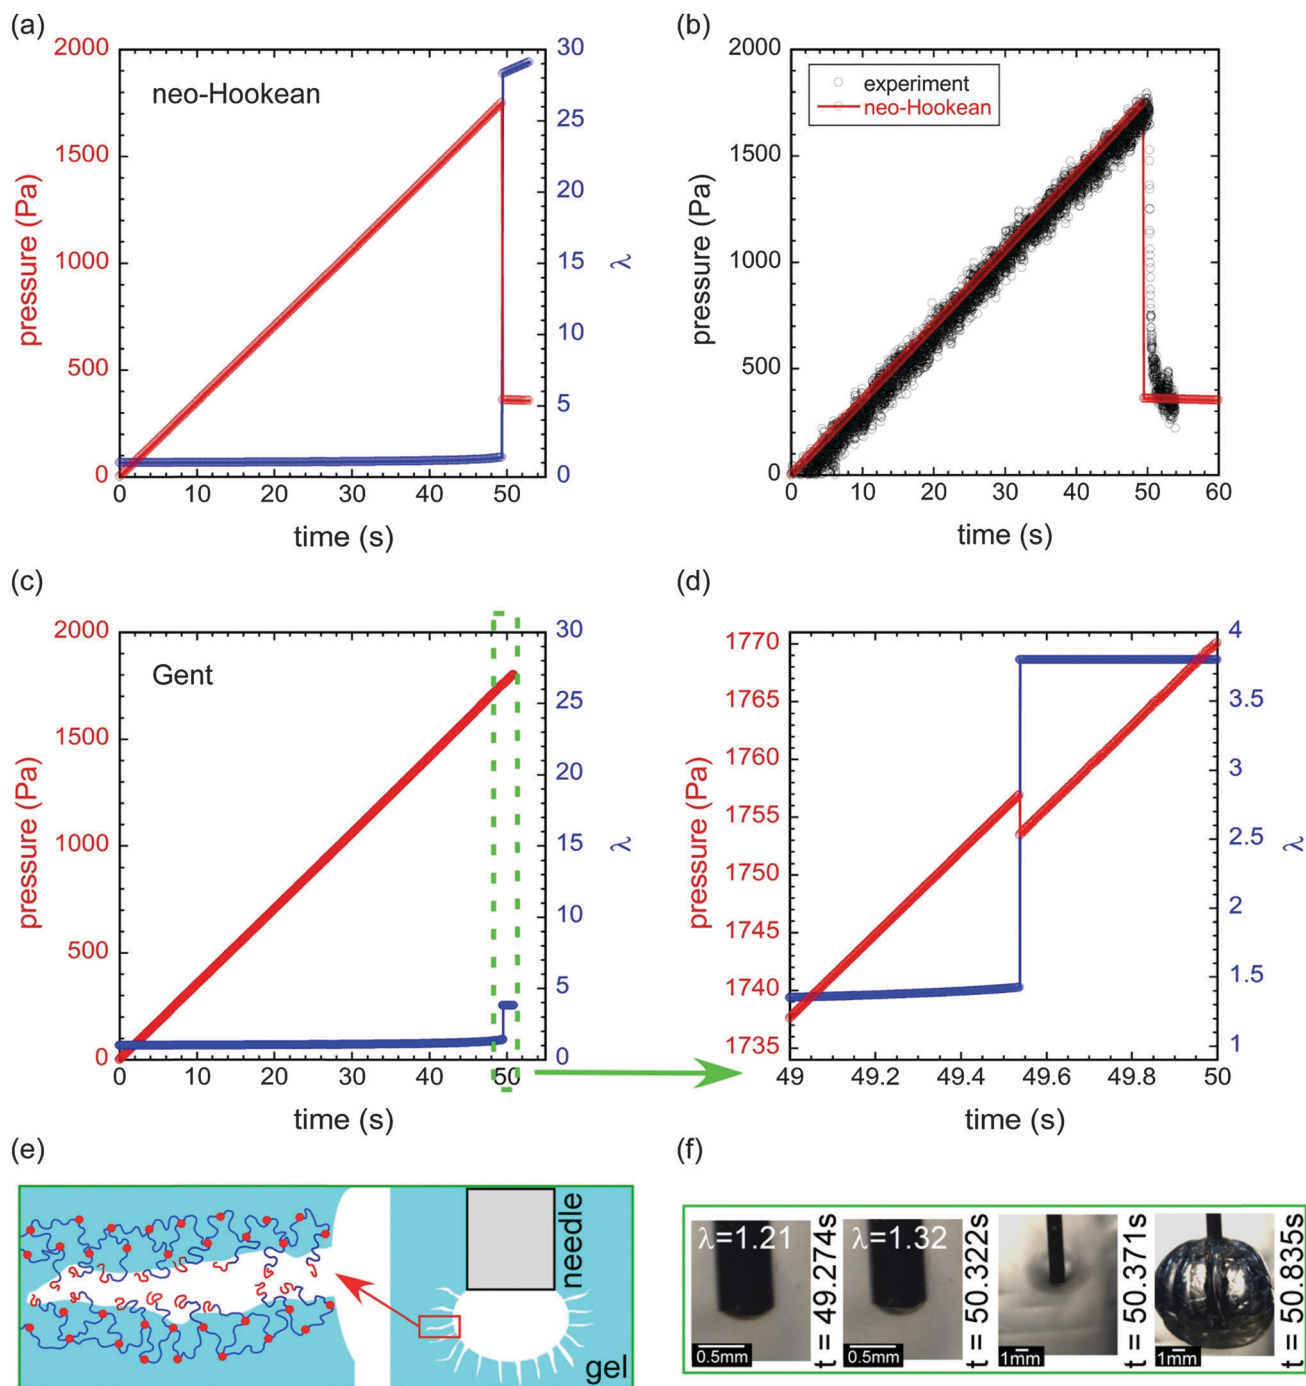 (a)
2000
1500
1000
500
0
pressure (Pa)
neo-Hookean
30
25
20
15
10
5
0
λ
0 10 20 30 40 50
time (s)
(b)
2000
1500
1000
500
0
pressure (Pa)
experiment
neo-Hookean
0 10 20 30 40 50 60
time (s)
(c)
2000
1500
1000
500
0
pressure (Pa)
Gent
30
25
20
15
10
5
0
λ
0 10 20 30 40 50
time (s)
(d)
1770
1765
1760
1755
1750
1745
1740
1735
pressure (Pa)
4
3.5
3
2.5
2
1.5
1
λ
49 49.2 49.4 49.6 49.8 50
time (s)
(e)
needle
gel
(f)
λ=1.21
0.5mm
t = 49.274s
λ=1.32
0.5mm
t = 50.322s
1mm
t = 50.371s
1mm
t = 50.835s